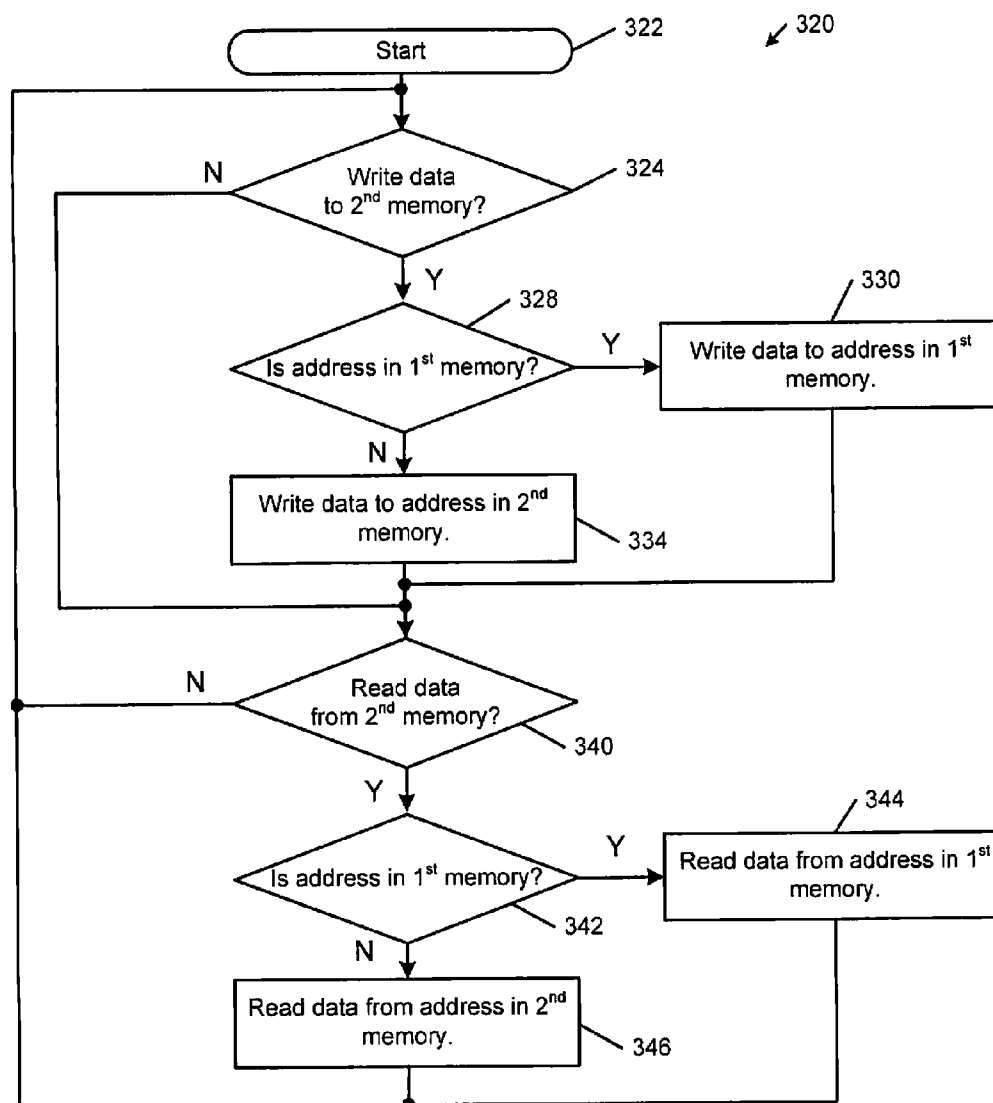 Start
322
320
N
Write data
to 2nd memory?
324
Y
328
330
Is address in 1st memory?
Y
Write data to address in 1st
memory.
N
Write data to address in 2nd
memory.
334
N
Read data
from 2nd memory?
340
Y
344
Is address in 1st memory?
Y
Read data from address in 1st
memory.
342
N
Read data from address in 2nd
memory.
346